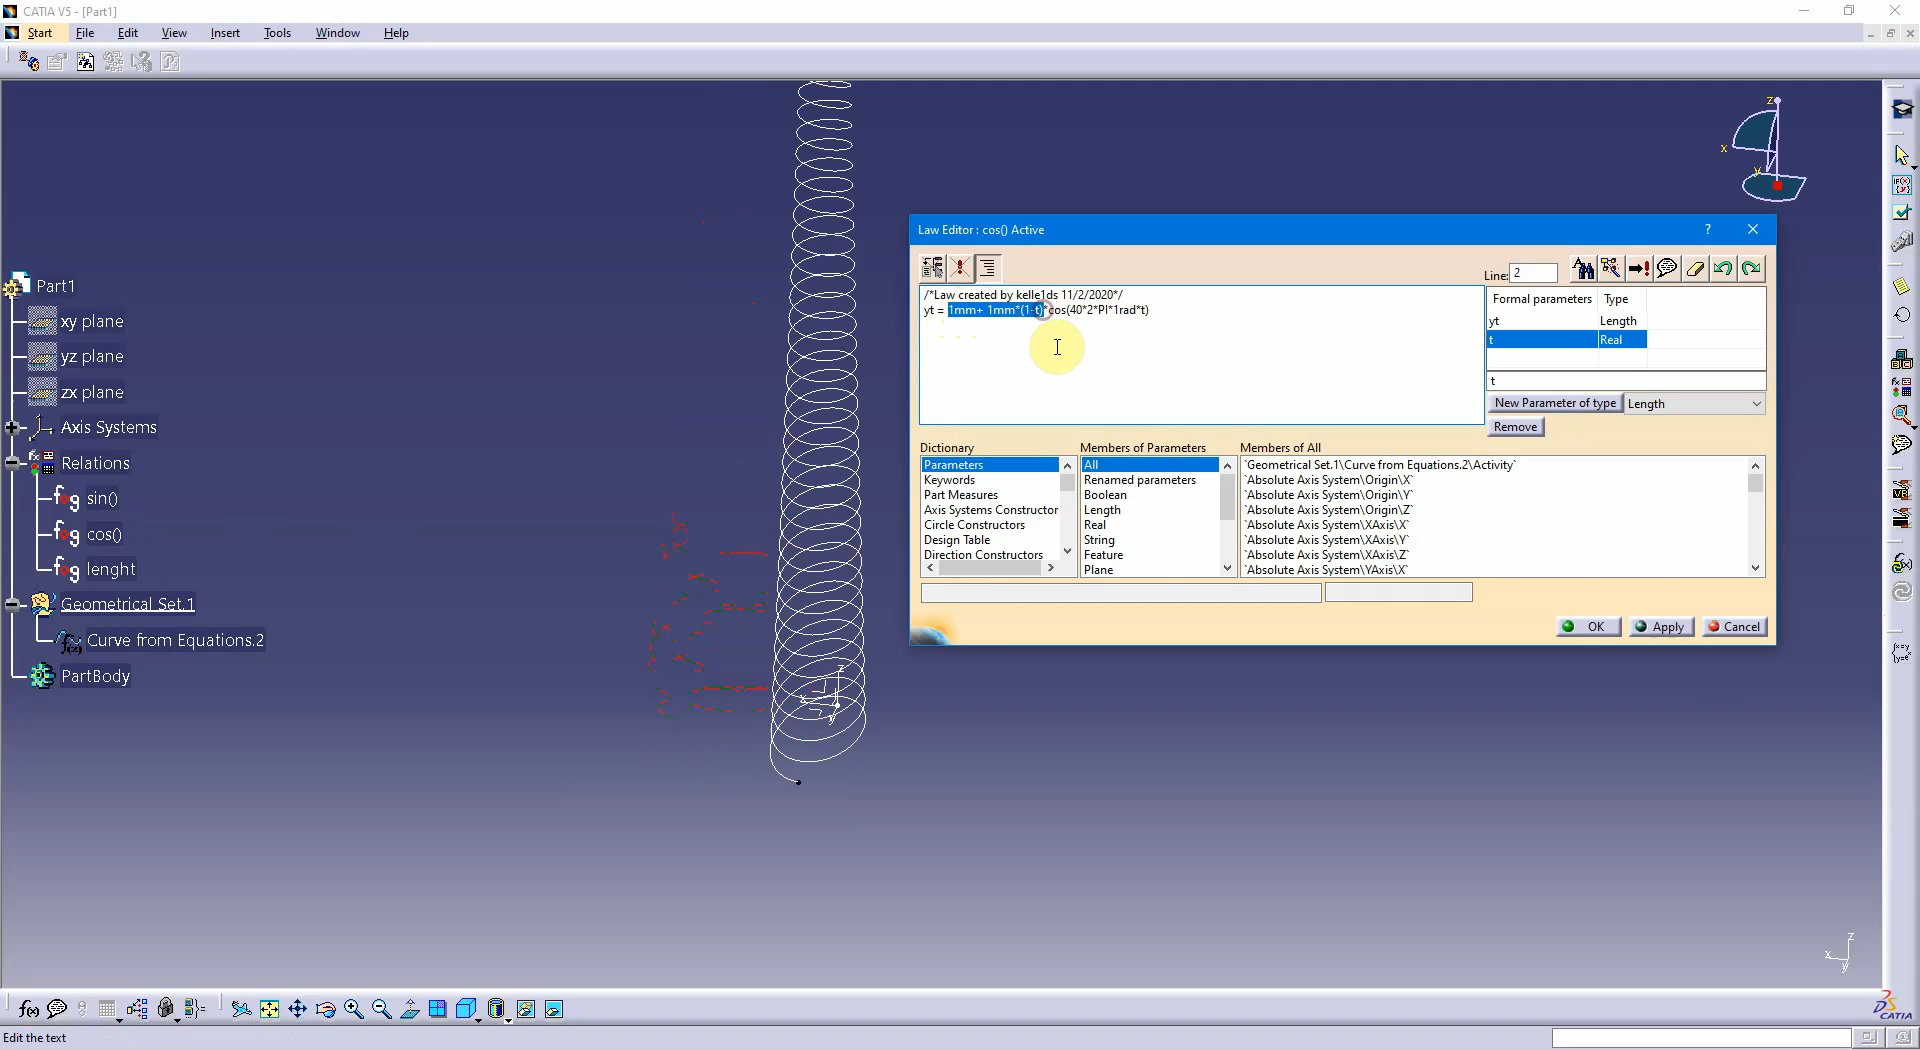 CATIA V5 - [Part1]
Start File Edit View Insert Tools Window Help
Part1
xy plane
yz plane
zx plane
Axis Systems
Relations
sin()
cos()
lenght
Geometrical Set.1
Curve from Equations.2
PartBody
z
x
y
z
x
y
Law Editor : cos() Active
?
Line: 2
/*Law created by kelle1ds 11/2/2020*/
yt = 1mm+ 1mm*(1-t)*cos(40*2*PI*1rad*t)
Formal parameters Type
yt Length
t Real
t
New Parameter of type Length
Remove
Dictionary
Parameters
Keywords
Part Measures
Axis Systems Constructor
Circle Constructors
Design Table
Direction Constructors
Members of Parameters
All
Renamed parameters
Boolean
Length
Real
String
Feature
Plane
Members of All
`Geometrical Set.1\Curve from Equations.2\Activity`
`Absolute Axis System\Origin\X`
`Absolute Axis System\Origin\Y`
`Absolute Axis System\Origin\Z`
`Absolute Axis System\XAxis\X`
`Absolute Axis System\XAxis\Y`
`Absolute Axis System\XAxis\Z`
`Absolute Axis System\YAxis\X`
OK Apply Cancel
z
x
y
CATIA
Edit the text